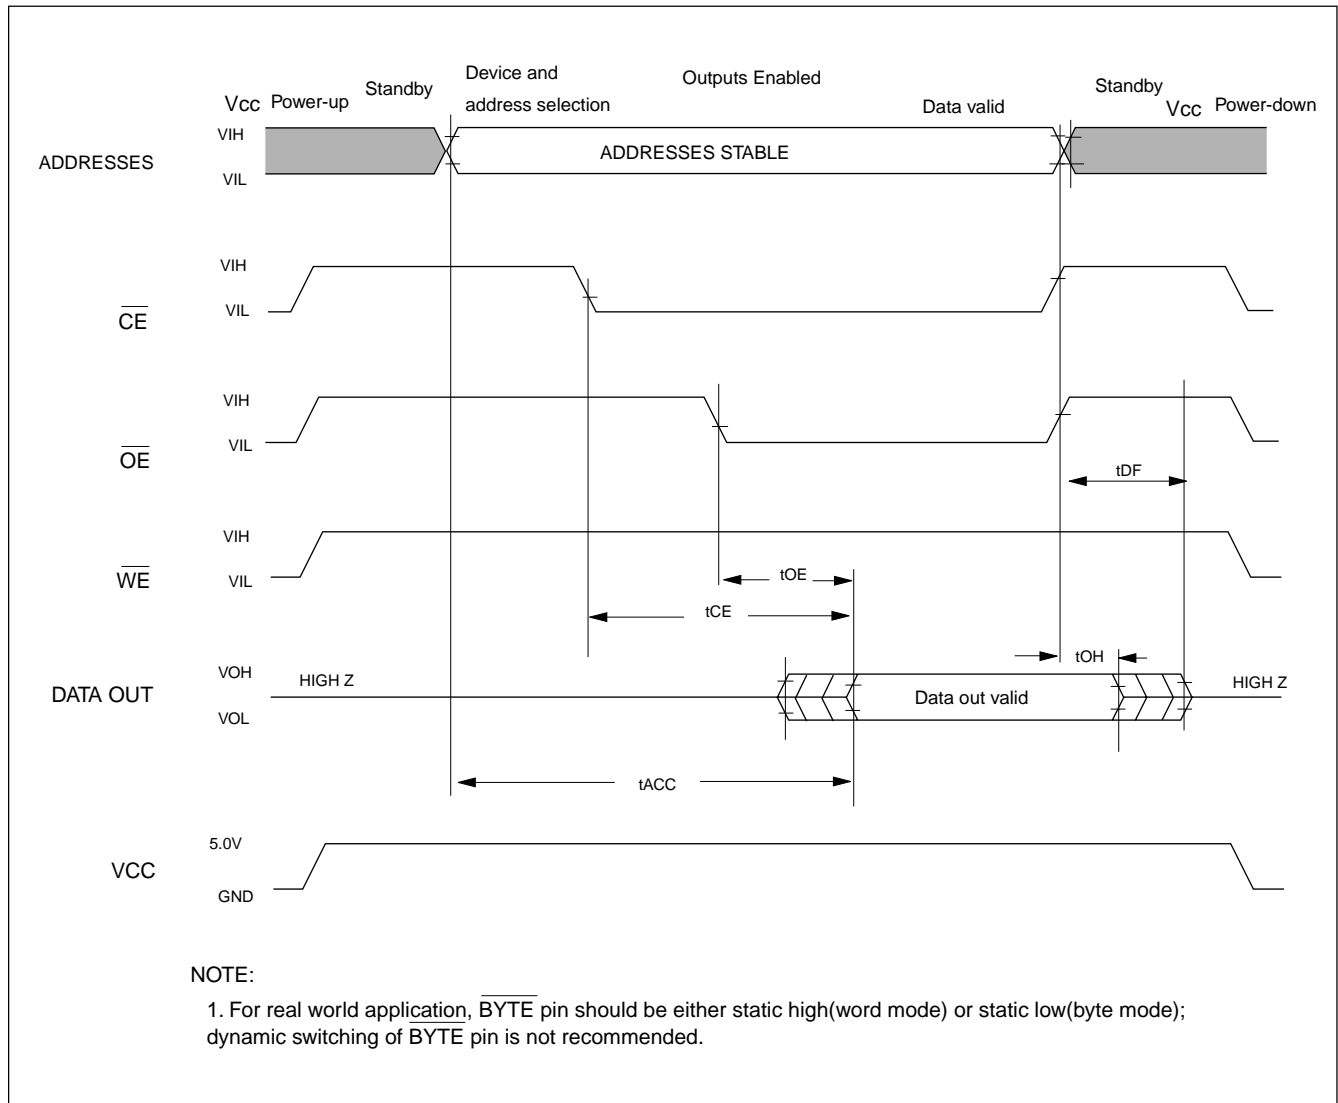 Vcc Power-up Standby Device and address selection Outputs Enabled Data valid Standby Vcc Power-down
ADDRESSES
VIH
VIL
ADDRESSES STABLE
CE
VIH
VIL
OE
VIH
VIL
tDF
WE
VIH
VIL
tOE
tCE
tOH
DATA OUT
VOH
VOL
HIGH Z
Data out valid
HIGH Z
tACC
VCC
5.0V
GND
NOTE:
1. For real world application, BYTE pin should be either static high(word mode) or static low(byte mode);
dynamic switching of BYTE pin is not recommended.